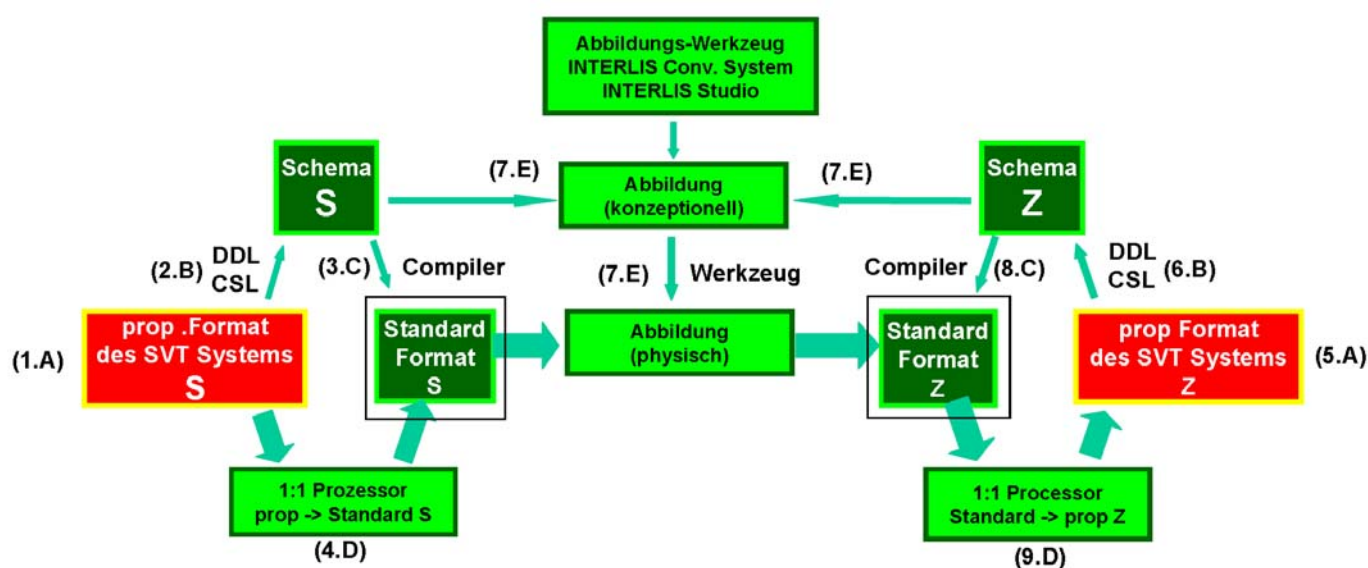 Abbildungs-Werkzeug
INTERLIS Conv. System
INTERLIS Studio
Schema
S
(7.E)
Abbildung
(konzeptionell)
(7.E)
Schema
Z
(2.B)
DDL
CSL
(3.C)
Compiler
(7.E)
Werkzeug
Compiler
(8.C)
DDL
CSL
(6.B)
(1.A)
prop .Format
des SVT Systems
S
Standard
Format
S
Abbildung
(physisch)
Standard
Format
Z
prop Format
des SVT Systems
Z
(5.A)
1:1 Prozessor
prop -> Standard S
(4.D)
1:1 Processor
Standard -> prop Z
(9.D)